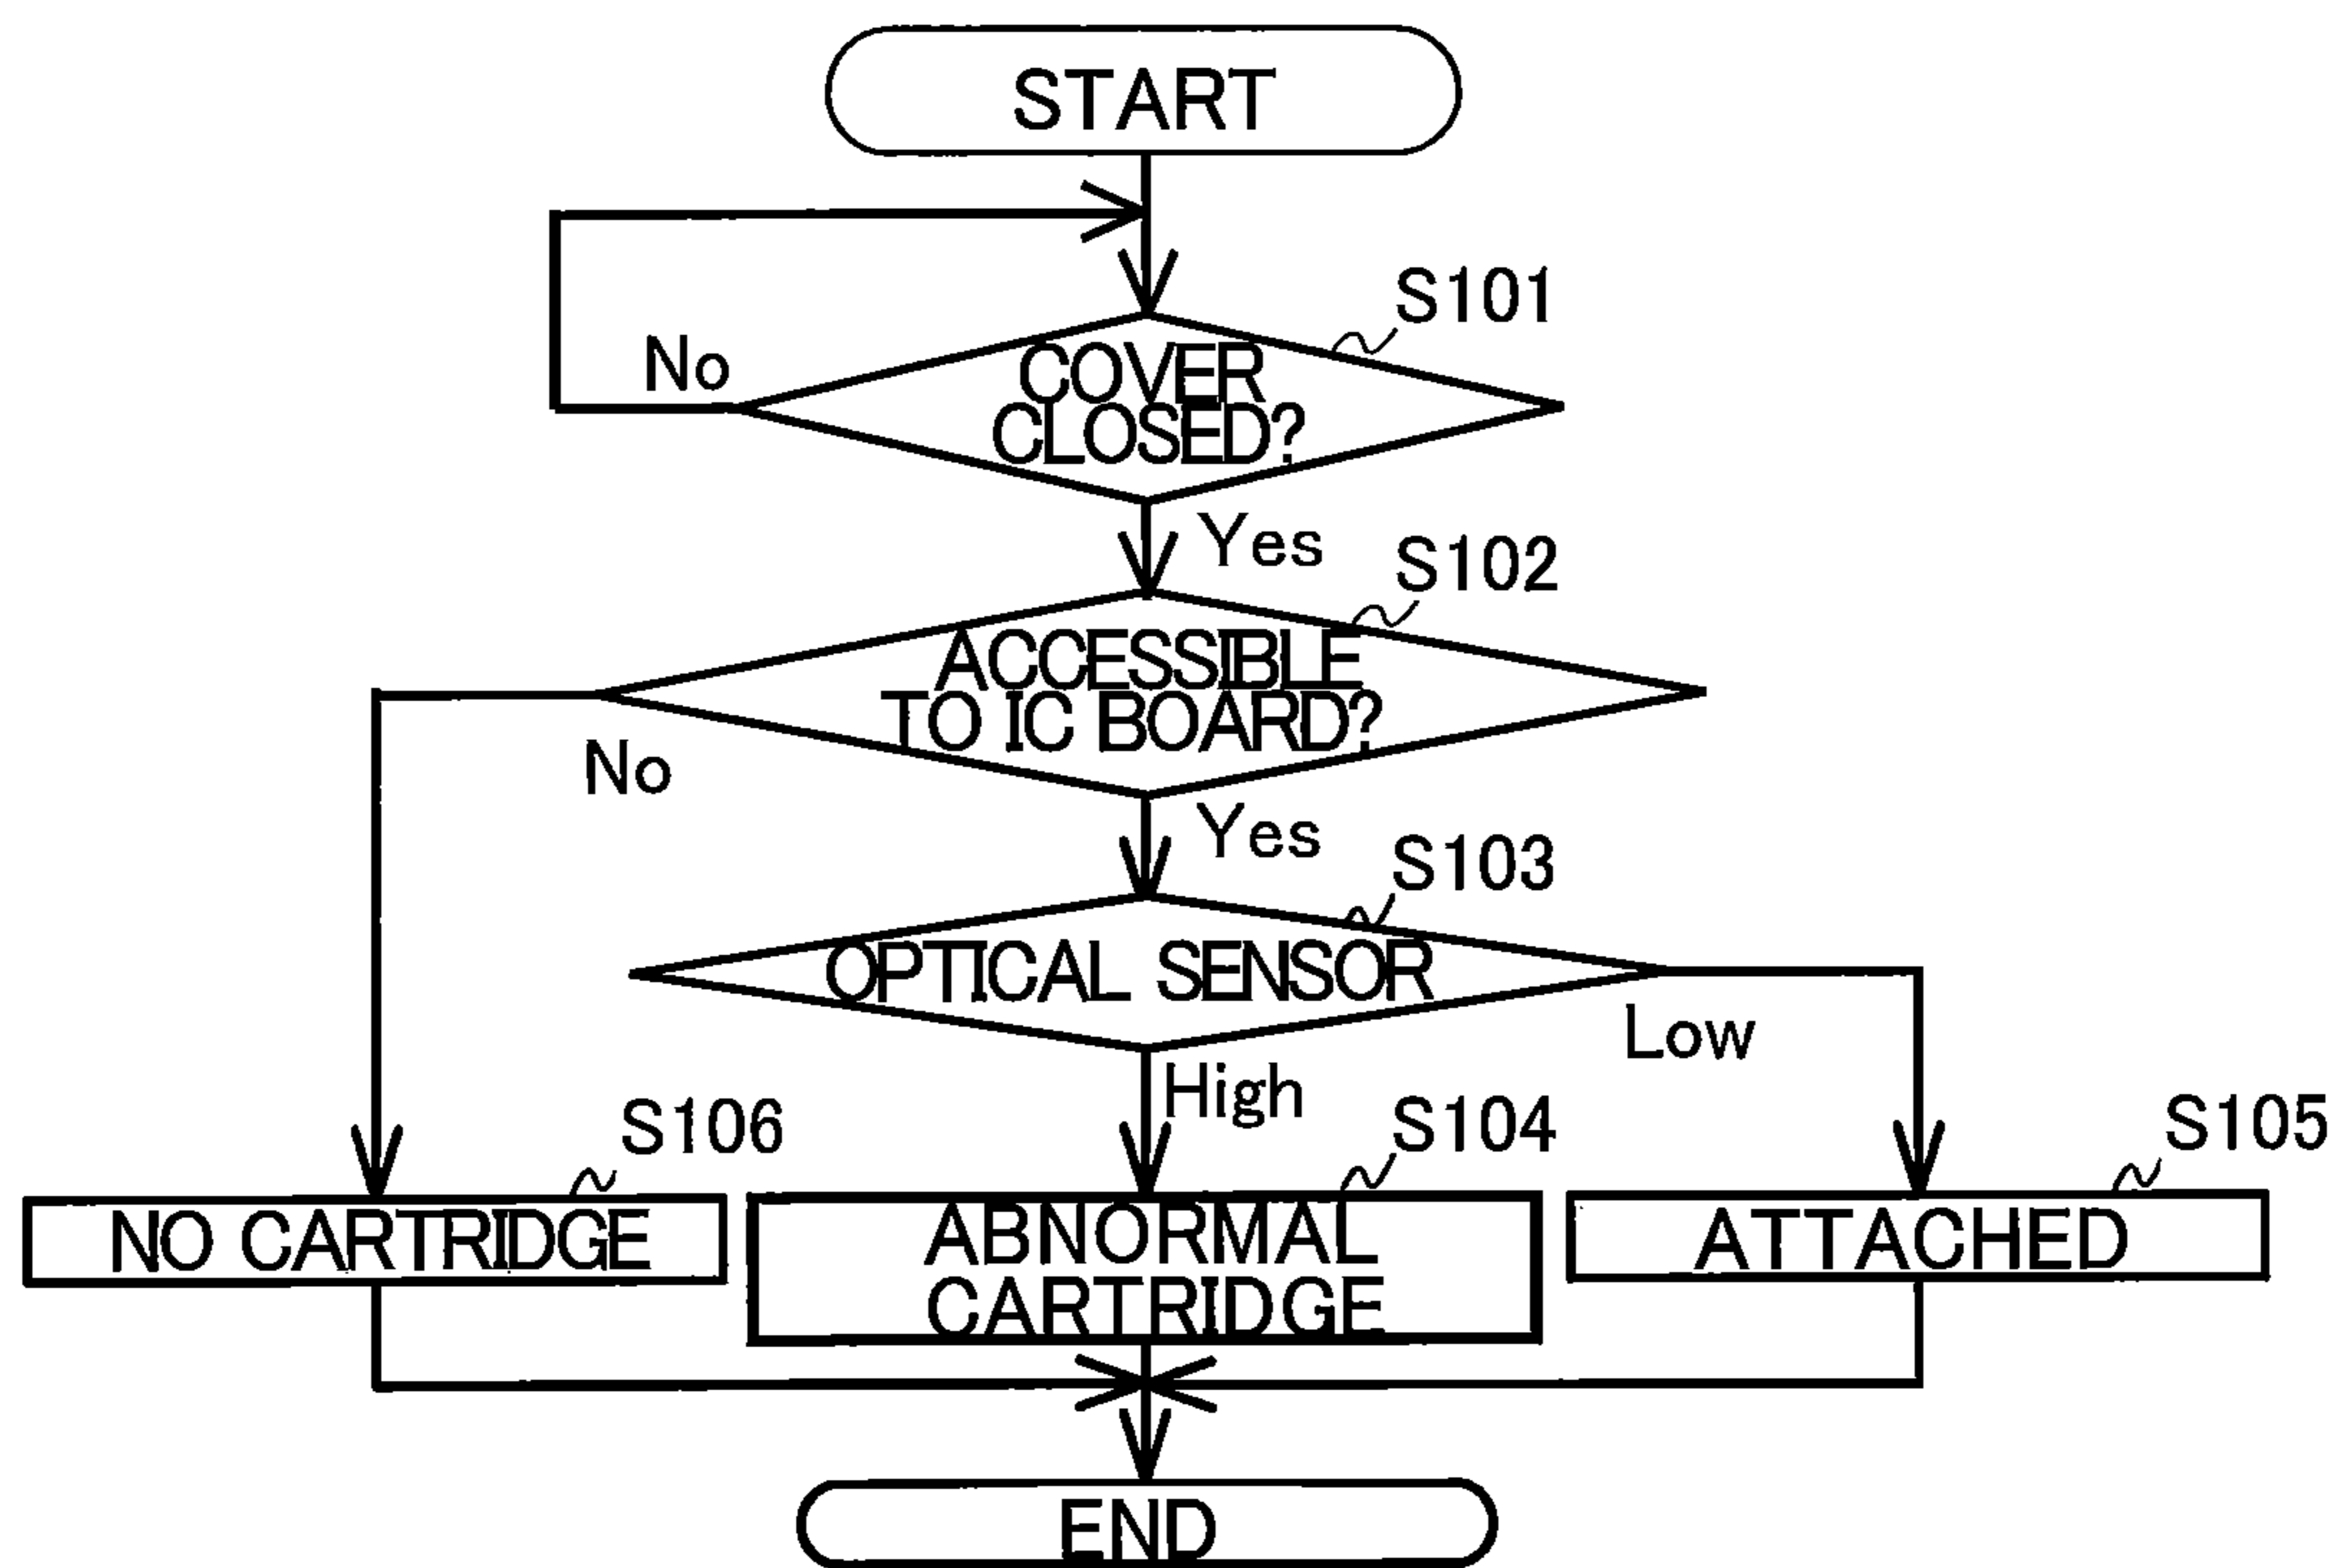 START
S101
No
COVER
CLOSED?
Yes
S102
ACCESSIBLE
TO IC BOARD?
No
Yes
S103
OPTICAL SENSOR
Low
High
S106
S104
S105
NO CARTRIDGE
ABNORMAL
CARTRIDGE
ATTACHED
END